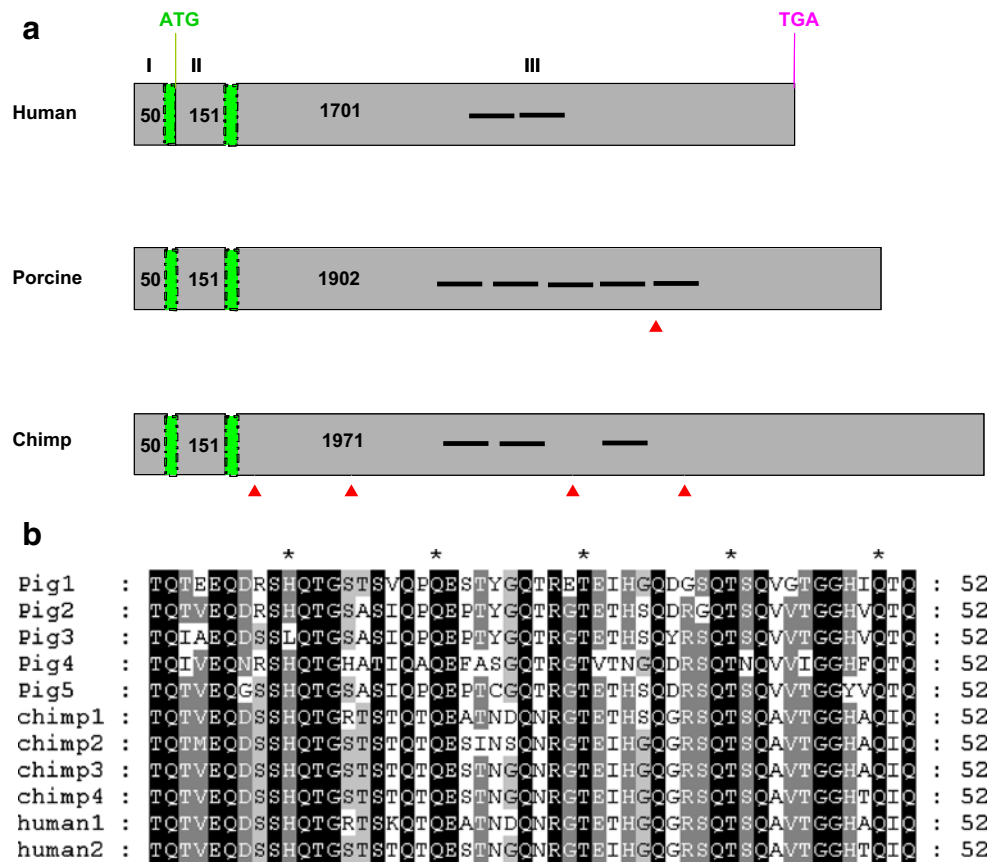 a
ATG TGA
I II III
Human 50 151 1701
Porcine 50 151 1902
Chimp 50 151 1971
b
* * * * *
Pig1 : TQTEEQDRSHQTGSTSVQPQESTYGQTRETEIHGQDGSQTSQVGTGGHIQTQ : 52
Pig2 : TQTVEQDRSHQTGSASIQPQEPTYGQTRGTEIHSQDRGQTSQVVTGGHVQTQ : 52
Pig3 : TQIAEQDSSLQTGSASIQPQEPTYGQTRGTETHSQYRSQTSQVVTGGHVQTQ : 52
Pig4 : TQIVEQNRSHQTGHATIQAQEFASGQTRGTVTNGQDRSQTNQVVIGGHFQTQ : 52
Pig5 : TQTVEQGSSHQTGSASIQPQEPTCGQTRGTETHSQDRSQTSQVVTGGYVQTQ : 52
chimp1 : TQTVEQDSSHQTGRTSTQTQEATNDQNRGTETHSQGRSQTSQAVTGGHAQIQ : 52
chimp2 : TQTMEQDSSHQTGSTSTQTQESINSQNRGTEIHGQGRSQTSQAVTGGHAQIQ : 52
chimp3 : TQTVEQDSSHQTGSTSTQTQESTNGQNRGTEIHGQGRSQTSQAVTGGHAQIQ : 52
chimp4 : TQTVEQDSSHQTGSTSTQTQESTNGQNRGTEIHGQGRSQTSQAVTGGHTQIQ : 52
human1 : TQTVEQDSSHQTGRTSKQTQEATNDQNRGTEIHGQGRSQTSQAVTGGHAQIQ : 52
human2 : TQTVEQDSSHQTGSTSTQTQESTNGQNRGTEIHGQGRSQTSQAVTGGHTQIQ : 52